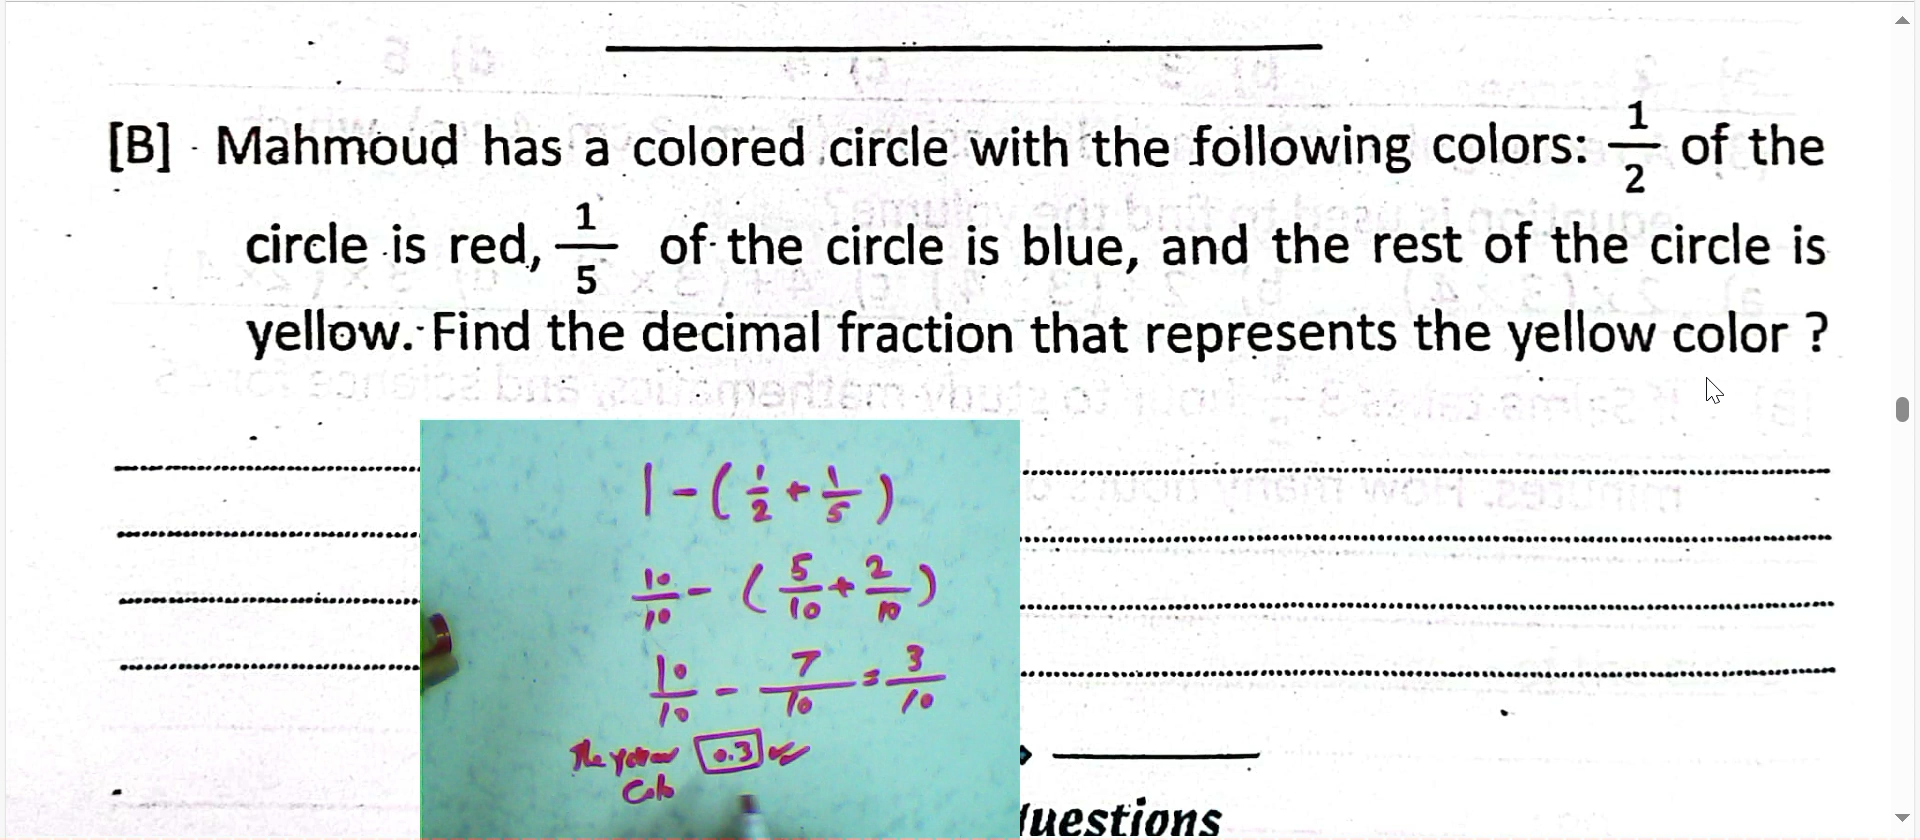 [B] Mahmoud has a colored circle with the following colors: 1/2 of the
circle is red, 1/5 of the circle is blue, and the rest of the circle is
yellow. Find the decimal fraction that represents the yellow color ?
1 - ( 1/2 + 1/5 )
10/10 - ( 5/10 + 2/10 )
10/10 - 7/10 = 3/10
The 0.3
uestions